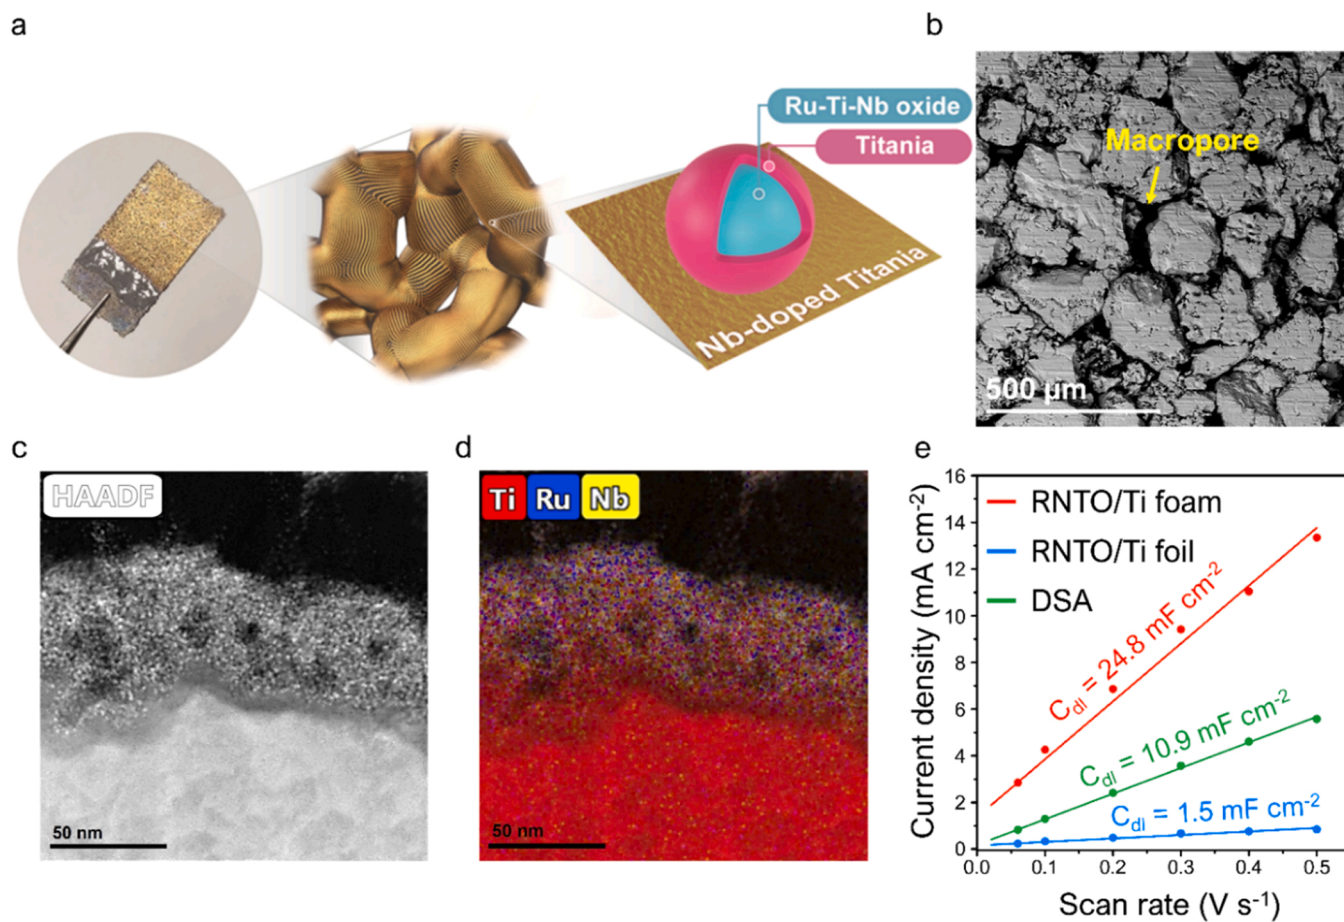 a
b
Ru-Ti-Nb oxide
Titania
Nb-doped Titania
Macropore
500 µm
c
HAADF
50 nm
d
Ti Ru Nb
50 nm
e
16
14
12
10
8
6
4
2
0
Current density (mA cm⁻²)
RNTO/Ti foam
RNTO/Ti foil
DSA
C_dl = 24.8 mF cm⁻²
C_dl = 10.9 mF cm⁻²
C_dl = 1.5 mF cm⁻²
0.0 0.1 0.2 0.3 0.4 0.5
Scan rate (V s⁻¹)